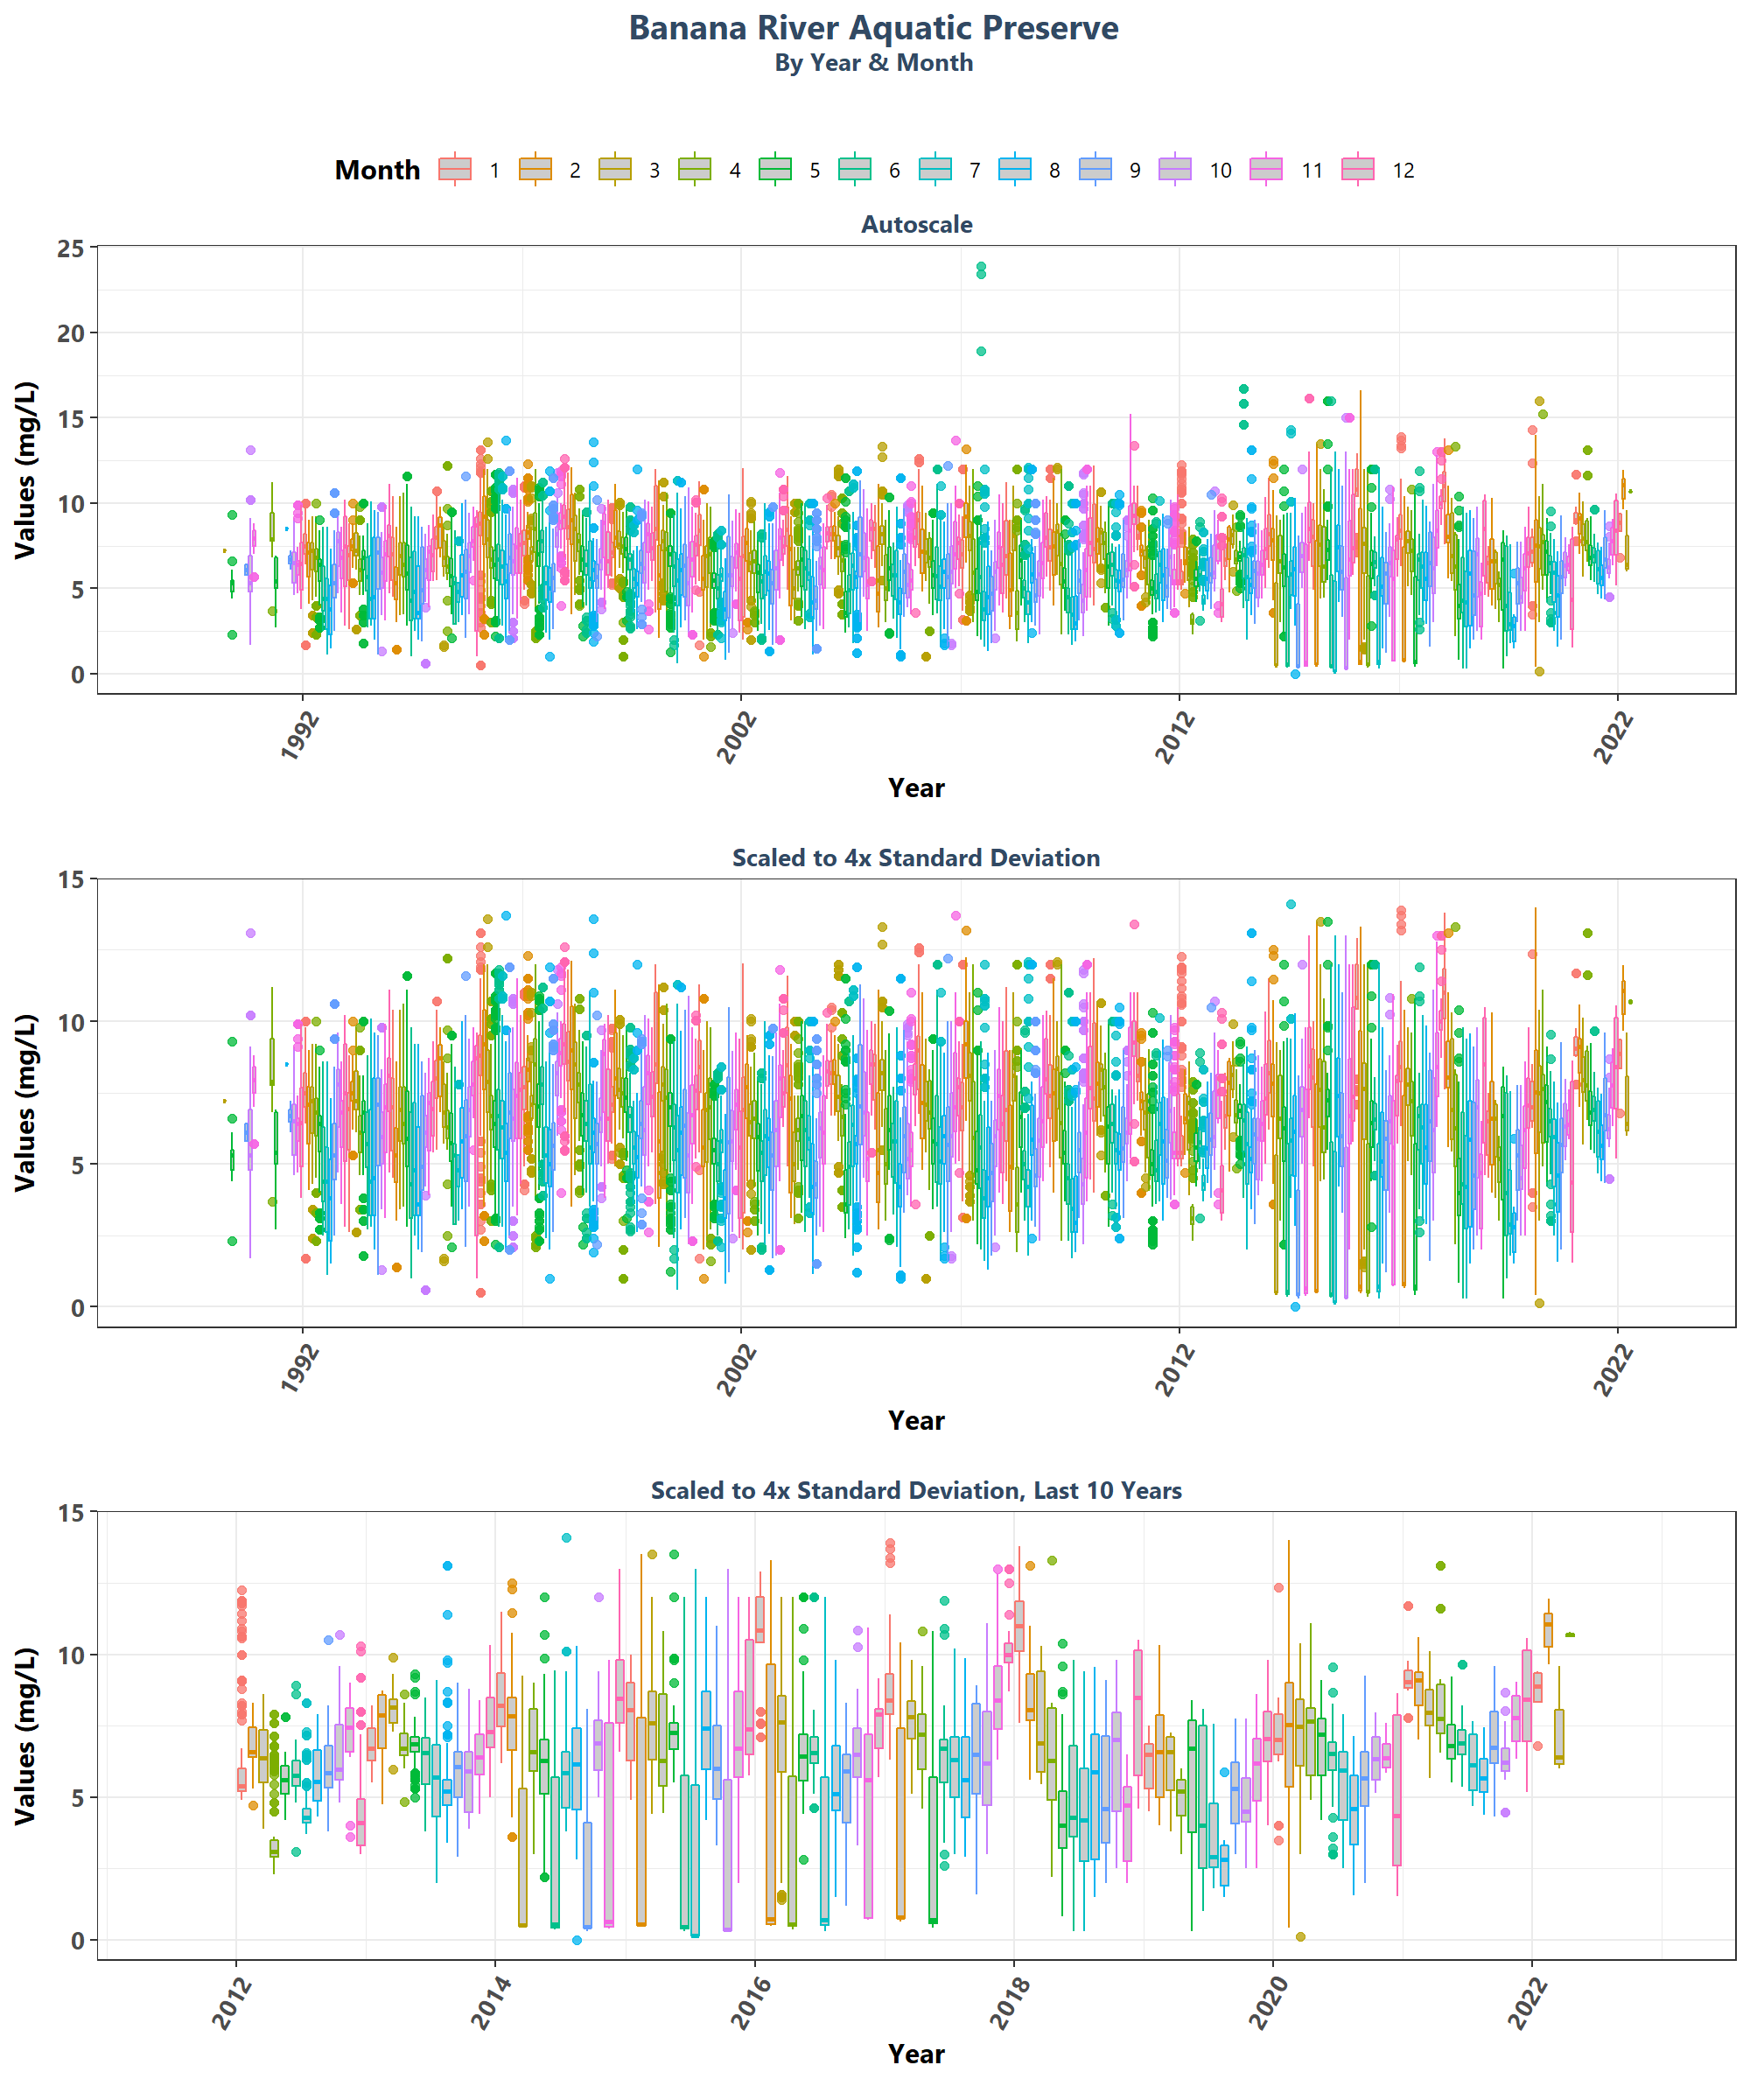 Banana River Aquatic Preserve
By Year & Month
Month 1 2 3 4 5 6 7 8 9 10 11 12
Autoscale
Values (mg/L)
25
20
15
10
5
0
1992 2002 2012 2022
Year
Scaled to 4x Standard Deviation
Values (mg/L)
15
10
5
0
1992 2002 2012 2022
Year
Scaled to 4x Standard Deviation, Last 10 Years
Values (mg/L)
15
10
5
0
2012 2014 2016 2018 2020 2022
Year